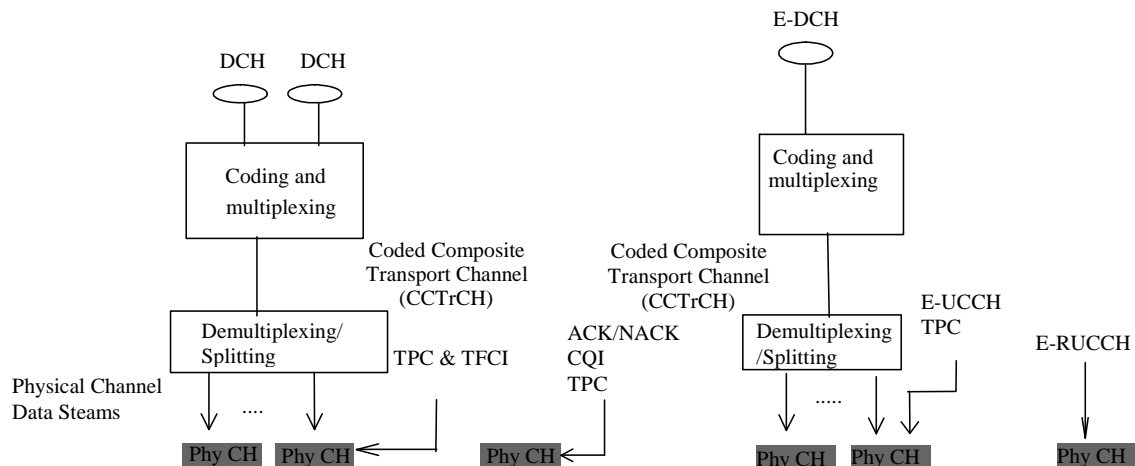 E-DCH
DCH
DCH
Coding and
multiplexing
Coding and
multiplexing
Coded Composite
Transport Channel
(CCTrCH)
Coded Composite
Transport Channel
(CCTrCH)
Demultiplexing/
Splitting
TPC & TFCI
ACK/NACK
CQI
TPC
Demultiplexing
/Splitting
E-UCCH
TPC
E-RUCCH
Physical Channel
Data Steams
....
.....
Phy CH
Phy CH
Phy CH
Phy CH
Phy CH
Phy CH